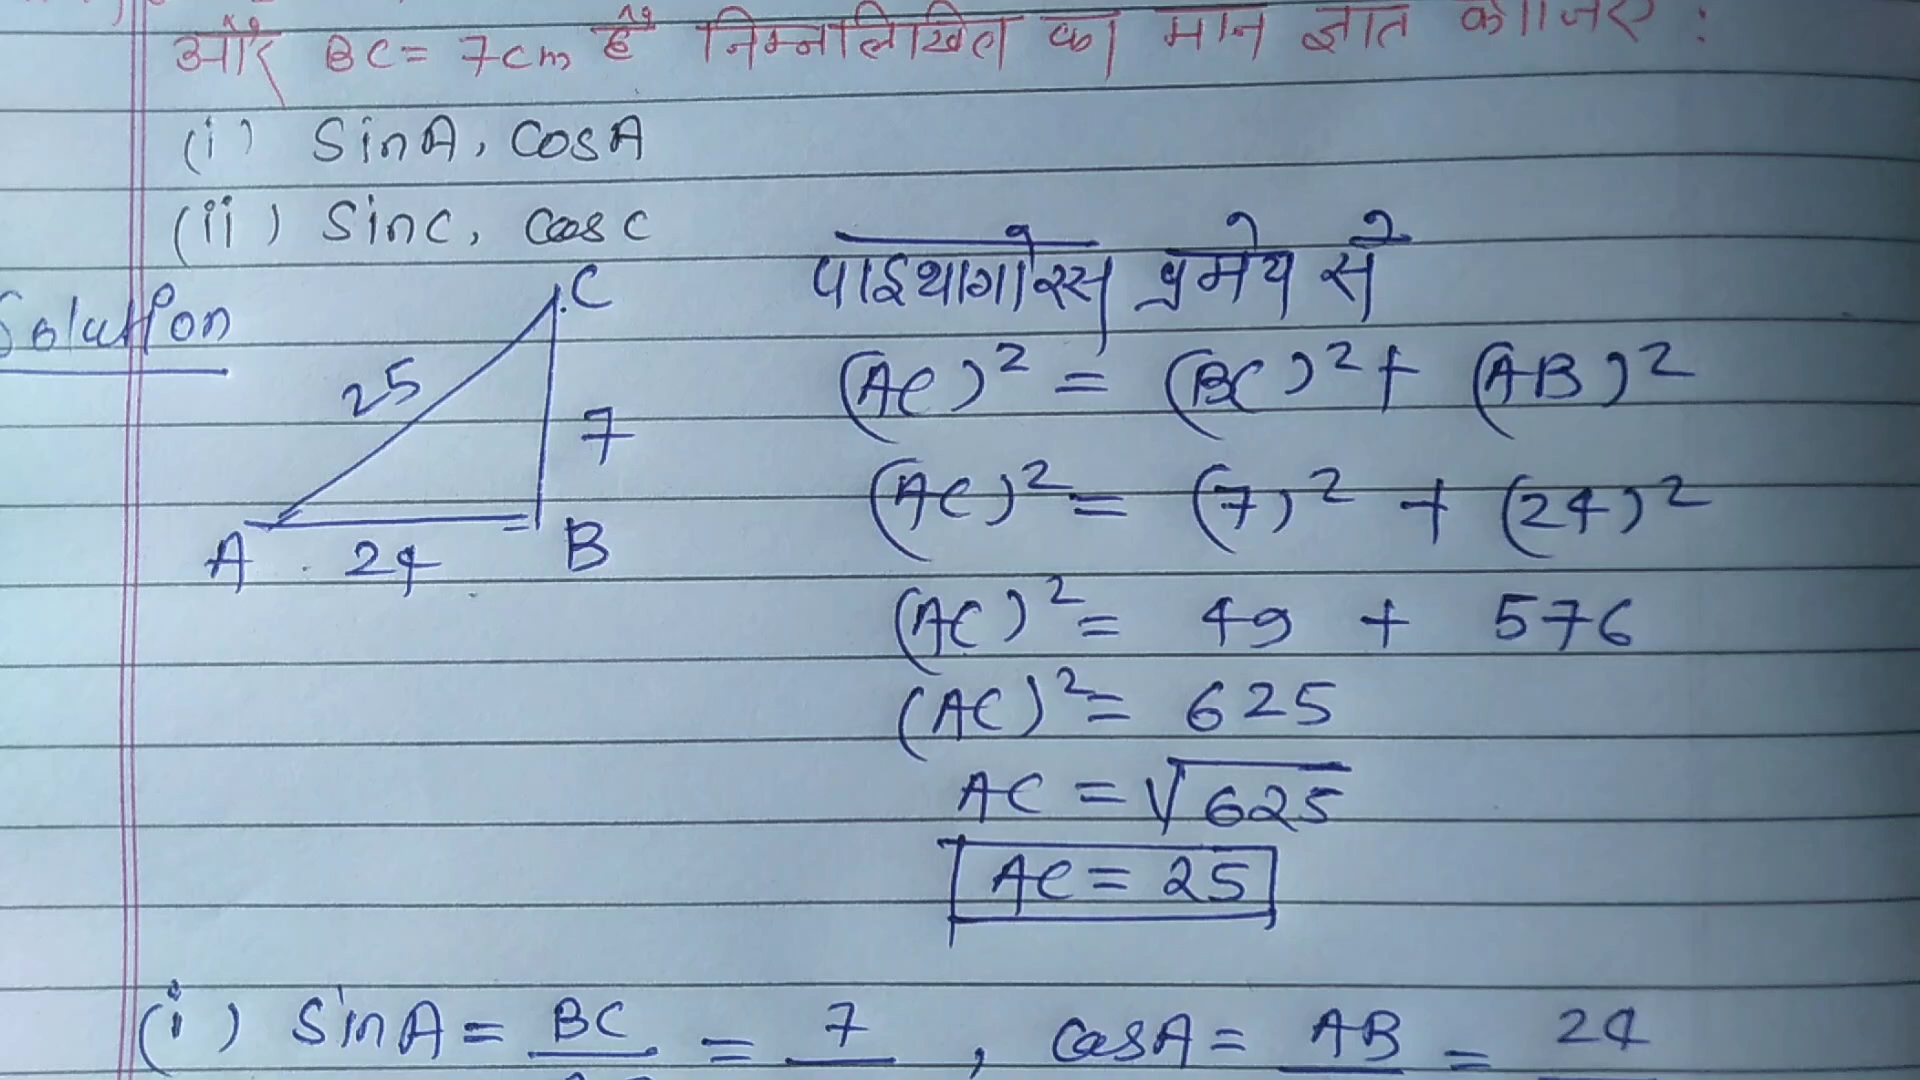 और BC = 7cm है निम्नलिखित का मान ज्ञात कीजिए :
(i) SinA, CosA
(ii) SinC, CosC
Solution
C
25
7
A 24 B
पाइथागोरस प्रमेय से
(AC)² = (BC)² + (AB)²
(AC)² = (7)² + (24)²
(AC)² = 49 + 576
(AC)² = 625
AC = √625
AC = 25
(i) SinA = BC = 7 , CosA = AB = 24